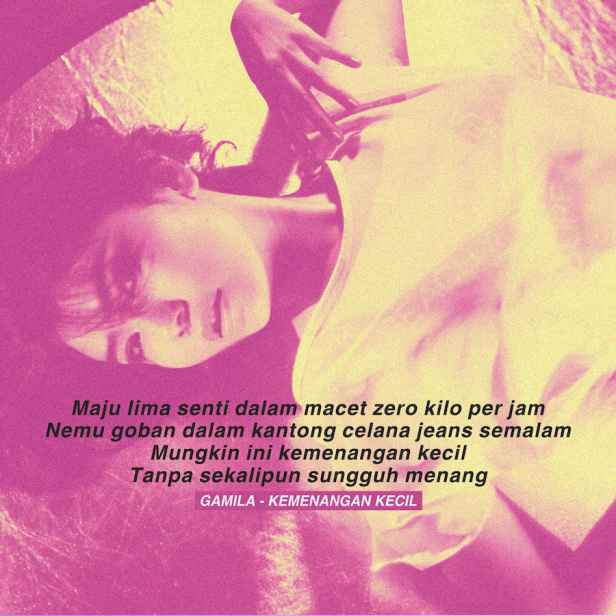 Maju lima senti dalam macet zero kilo per jam
Nemu goban dalam kantong celana jeans semalam
Mungkin ini kemenangan kecil
Tanpa sekalipun sungguh menang
GAMILA - KEMENANGAN KECIL